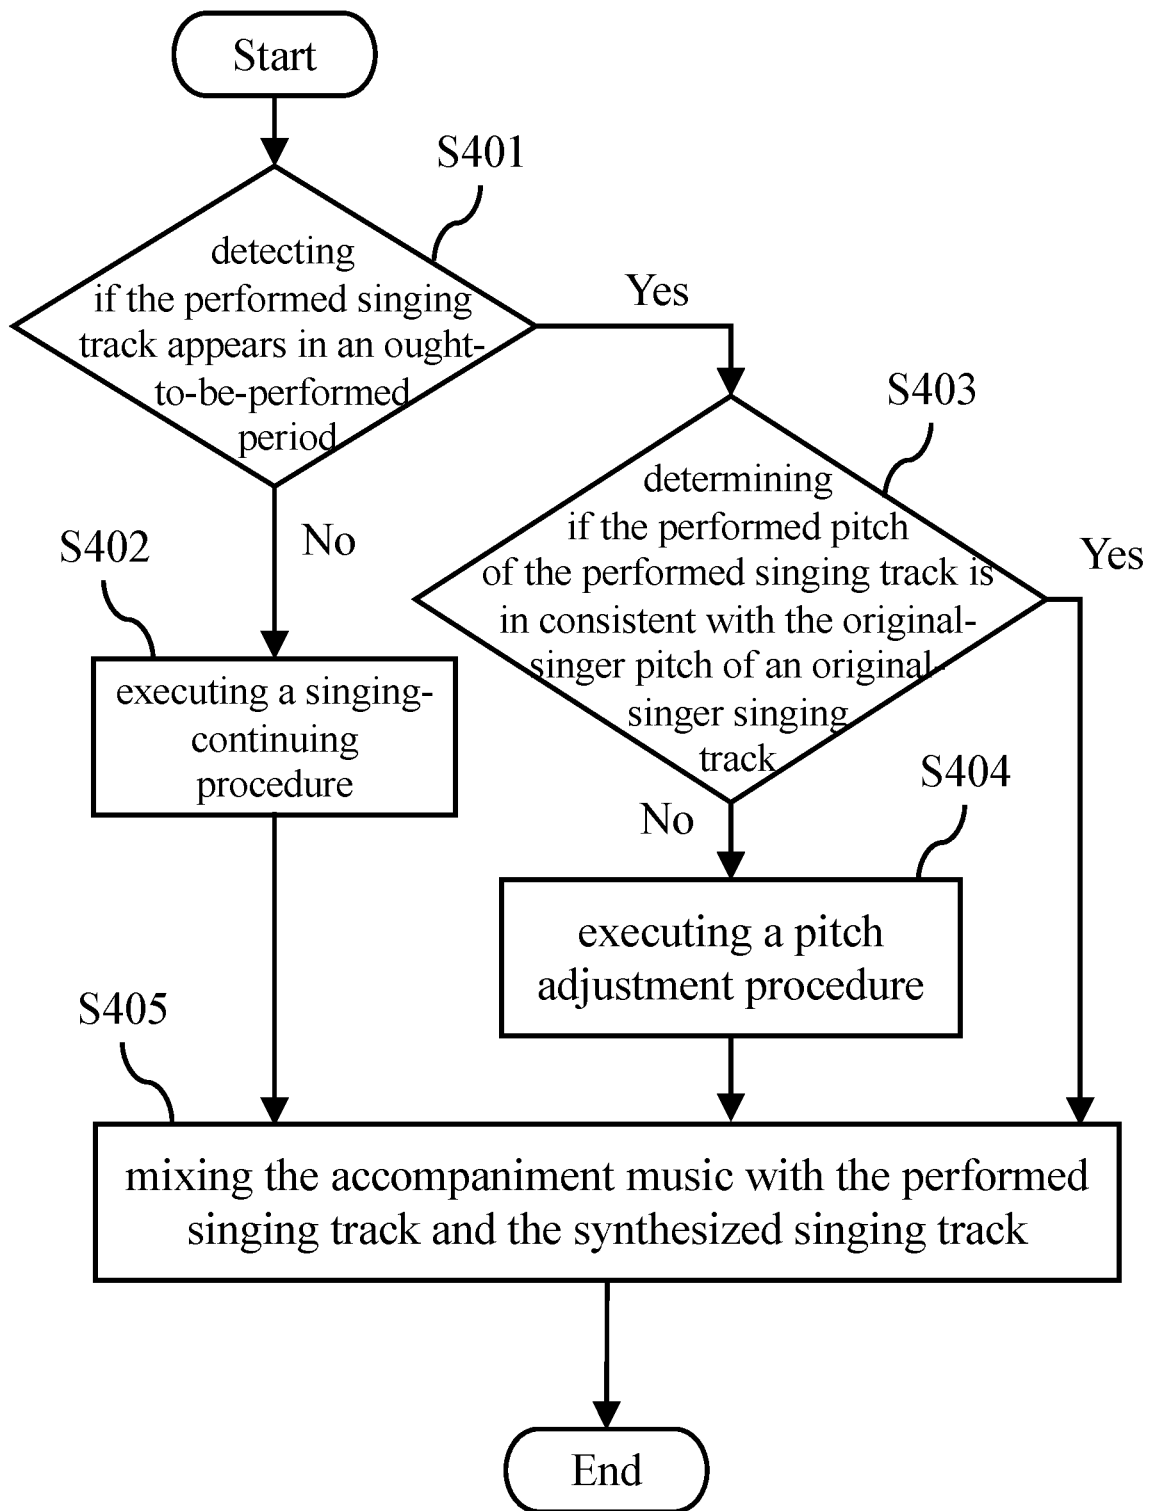 Start
S401
detecting
if the performed singing
track appears in an ought-
to-be-performed
period
Yes
No
S403
determining
if the performed pitch
of the performed singing track is
in consistent with the original-
singer pitch of an original-
singer singing
track
Yes
S402
executing a singing-
continuing
procedure
No
S404
executing a pitch
adjustment procedure
S405
mixing the accompaniment music with the performed
singing track and the synthesized singing track
End